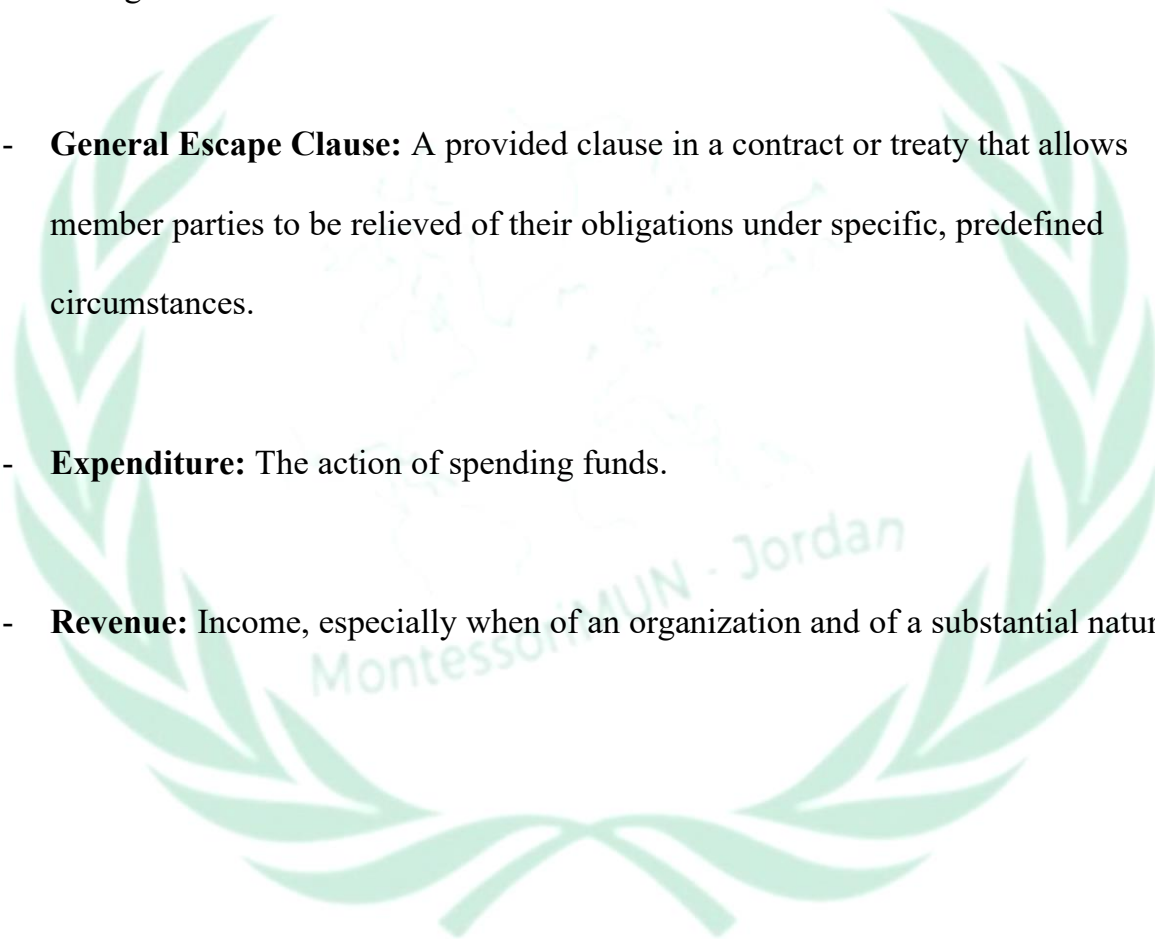 - General Escape Clause: A provided clause in a contract or treaty that allows
member parties to be relieved of their obligations under specific, predefined
circumstances.
- Expenditure: The action of spending funds.
MontessoriMUN - Jordan
- Revenue: Income, especially when of an organization and of a substantial